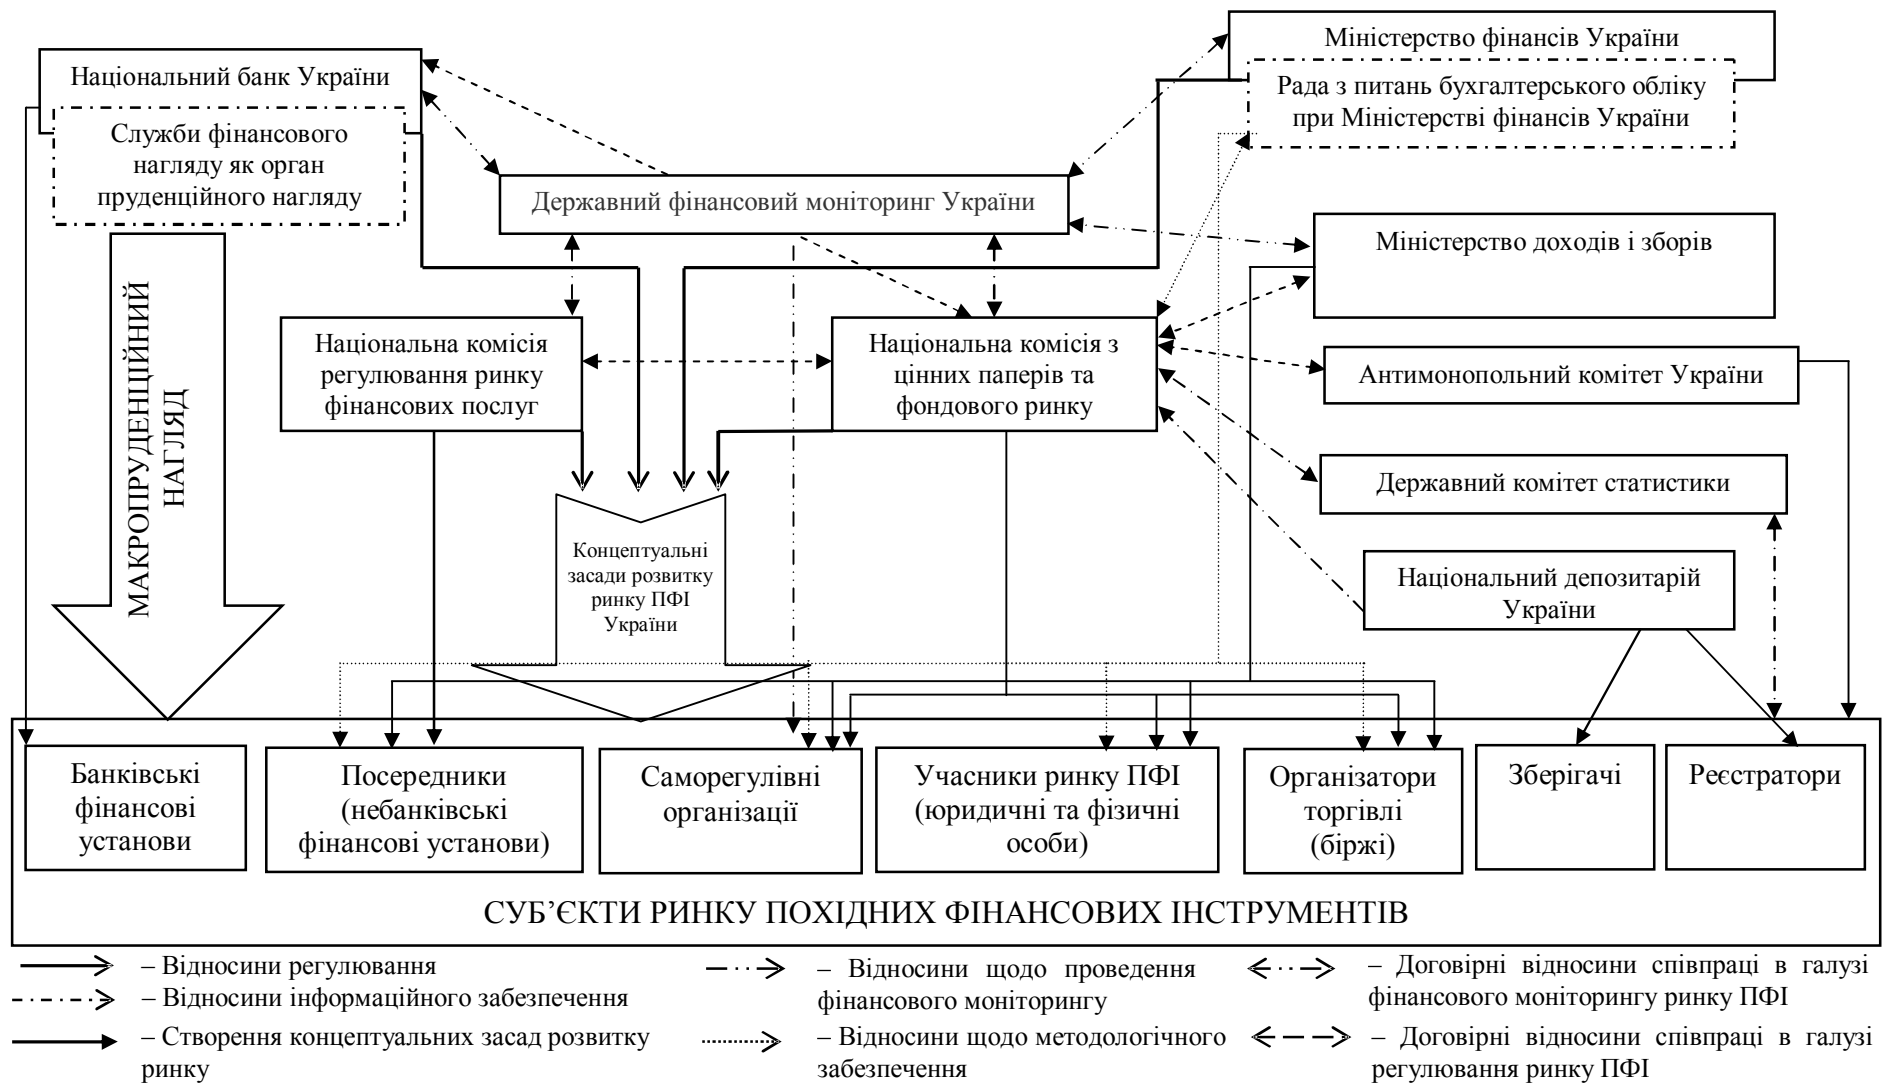 Національний банк України
Служби фінансового
нагляду як орган
пруденційного нагляду
Міністерство фінансів України
Рада з питань бухгалтерського обліку
при Міністерстві фінансів України
Державний фінансовий моніторинг України
Міністерство доходів і зборів
Національна комісія
регулювання ринку
фінансових послуг
Національна комісія з
цінних паперів та
фондового ринку
Антимонопольний комітет України
Державний комітет статистики
Національний депозитарій
України
МАКРОПРУДЕНЦІЙНИЙ
НАГЛЯД
Концептуальні
засади розвитку
ринку ПФІ
України
Банківські
фінансові
установи
Посередники
(небанківські
фінансові установи)
Саморегулівні
організації
Учасники ринку ПФІ
(юридичні та фізичні
особи)
Організатори
торгівлі
(біржі)
Зберігачі
Реєстратори
СУБ’ЄКТИ РИНКУ ПОХІДНИХ ФІНАНСОВИХ ІНСТРУМЕНТІВ
– Відносини регулювання
– Відносини інформаційного забезпечення
– Створення концептуальних засад розвитку
ринку
– Відносини щодо проведення
фінансового моніторингу
– Відносини щодо методологічного
забезпечення
– Договірні відносини співпраці в галузі
фінансового моніторингу ринку ПФІ
– Договірні відносини співпраці в галузі
регулювання ринку ПФІ